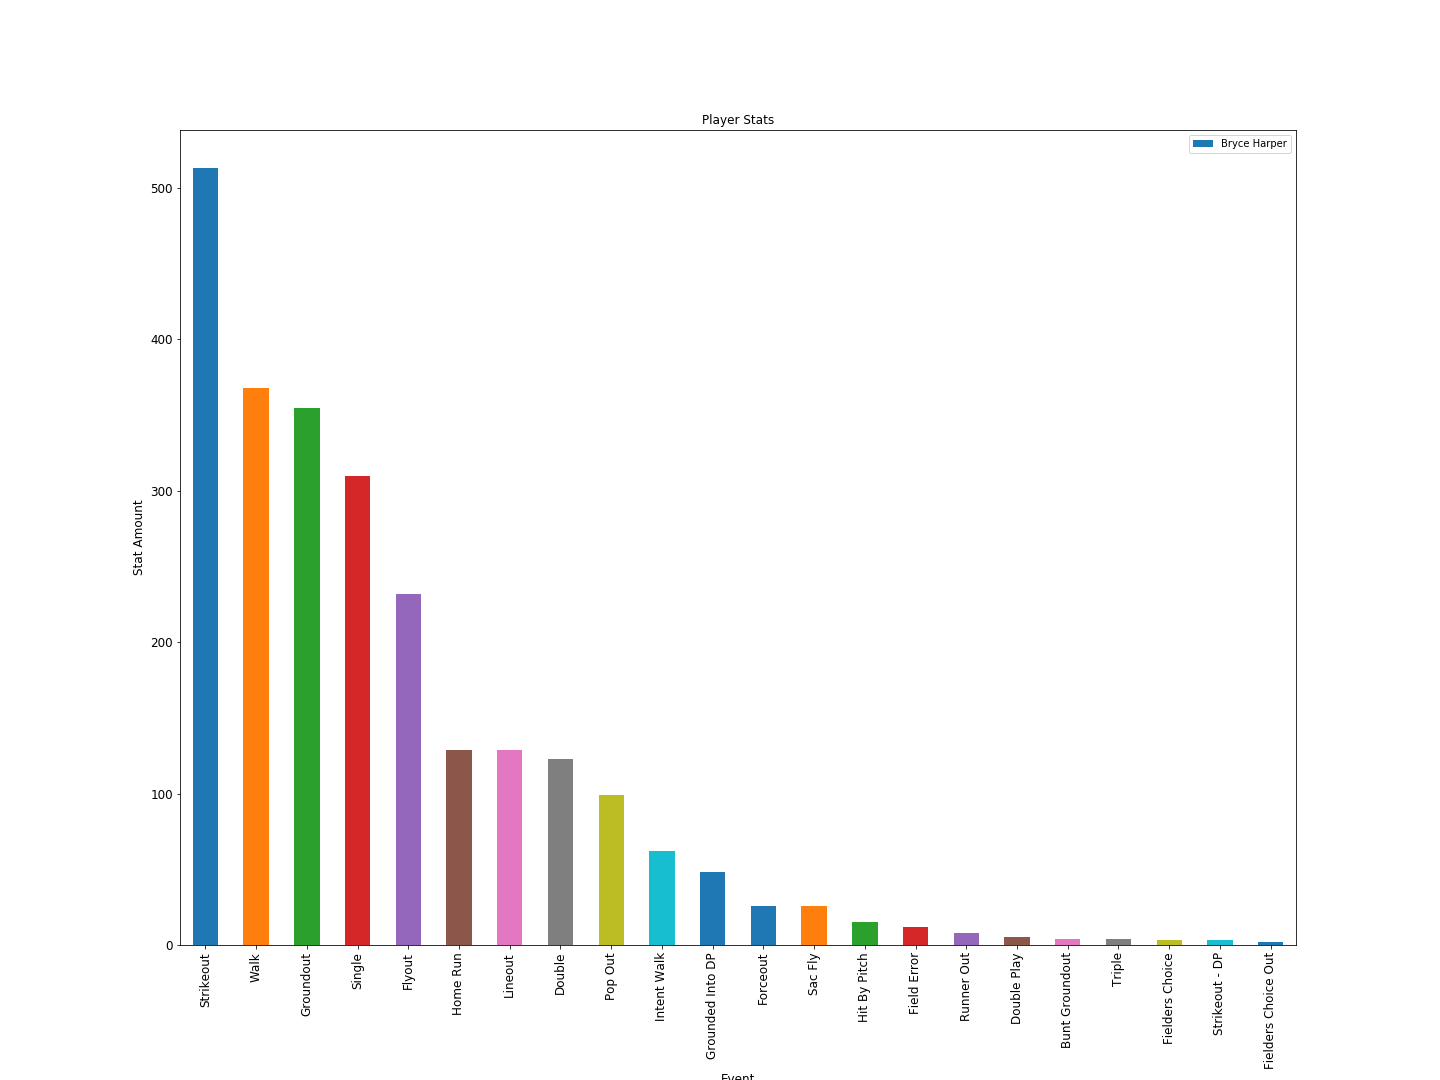 Player Stats
Bryce Harper
500
400
300
200
100
0
Stat Amount
Strikeout
Walk
Groundout
Single
Flyout
Home Run
Lineout
Double
Pop Out
Intent Walk
Grounded Into DP
Forceout
Sac Fly
Hit By Pitch
Field Error
Runner Out
Double Play
Bunt Groundout
Triple
Fielders Choice
Strikeout - DP
Fielders Choice Out
Event